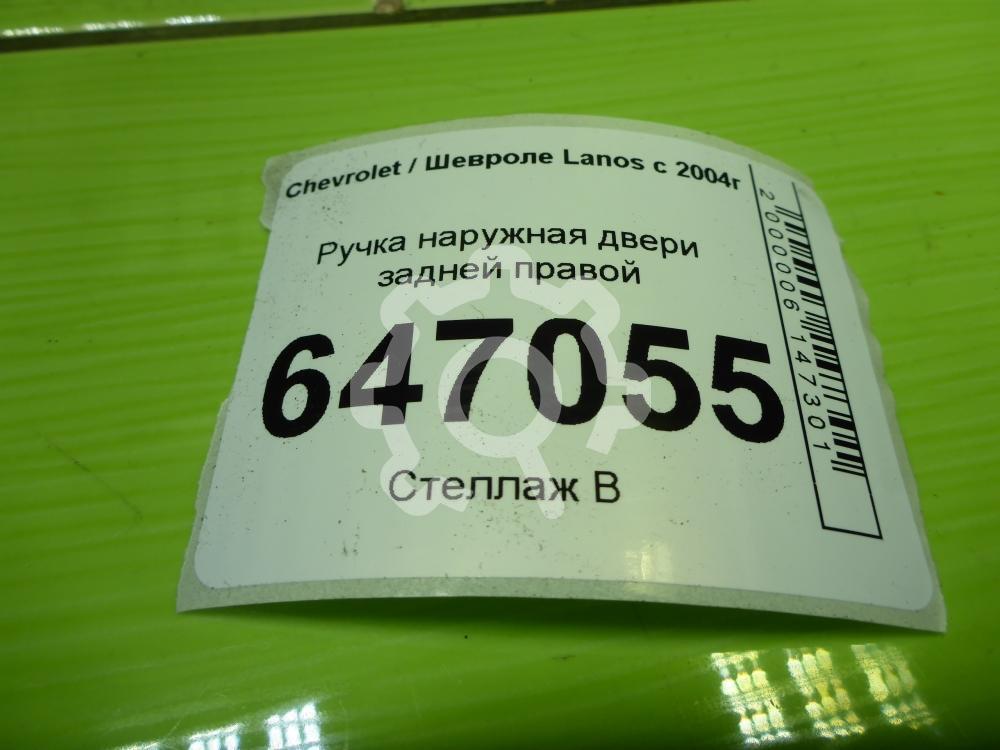 Chevrolet / Шевроле Lanos с 2004г
Ручка наружная двери
задней правой
647055
Стеллаж В
2000006147301